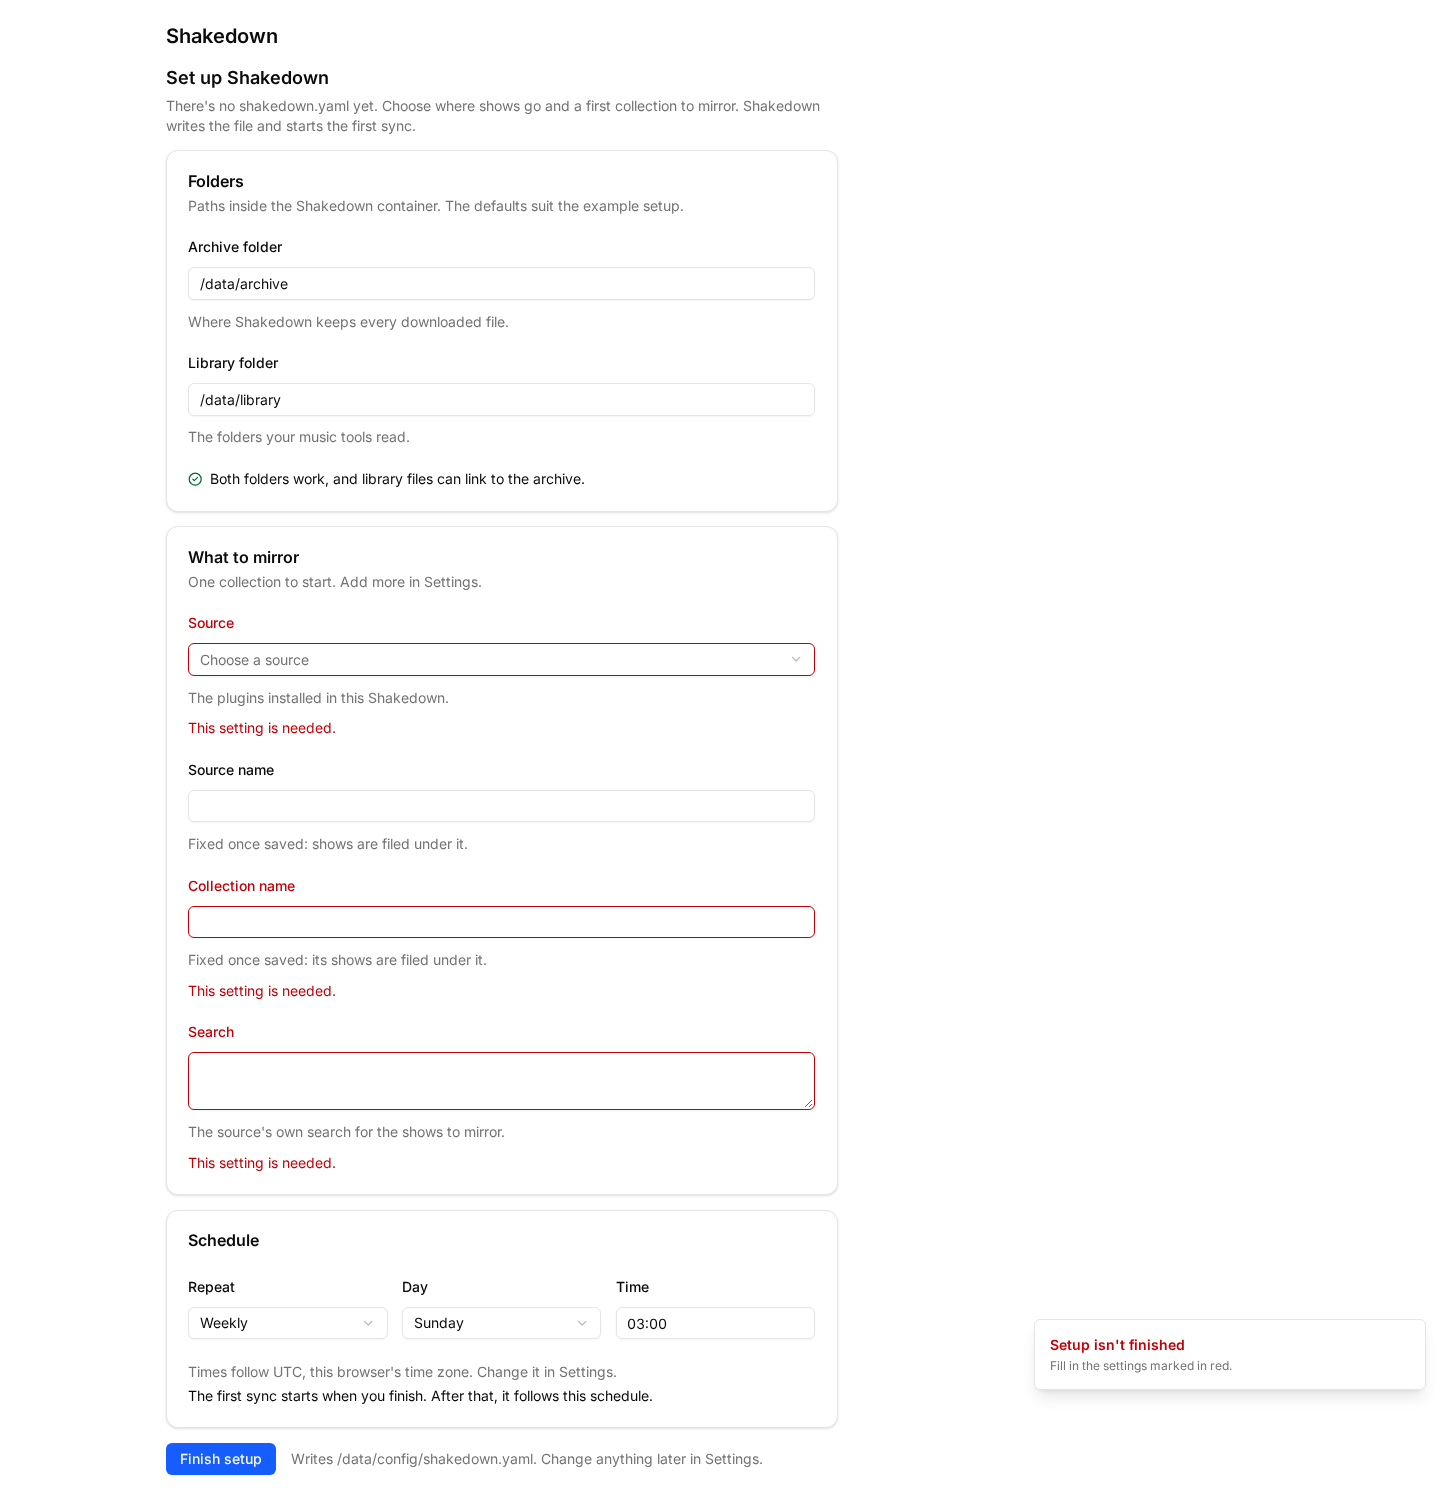 Shakedown
Set up Shakedown
There's no shakedown.yaml yet. Choose where shows go and a first collection to mirror. Shakedown
writes the file and starts the first sync.
Folders
Paths inside the Shakedown container. The defaults suit the example setup.
Archive folder
/data/archive
Where Shakedown keeps every downloaded file.
Library folder
/data/library
The folders your music tools read.
Both folders work, and library files can link to the archive.
What to mirror
One collection to start. Add more in Settings.
Source
Choose a source
The plugins installed in this Shakedown.
This setting is needed.
Source name
Fixed once saved: shows are filed under it.
Collection name
Fixed once saved: its shows are filed under it.
This setting is needed.
Search
The source's own search for the shows to mirror.
This setting is needed.
Schedule
Repeat Day Time
Weekly Sunday 03:00
Times follow UTC, this browser's time zone. Change it in Settings.
The first sync starts when you finish. After that, it follows this schedule.
Setup isn't finished
Fill in the settings marked in red.
Finish setup Writes /data/config/shakedown.yaml. Change anything later in Settings.